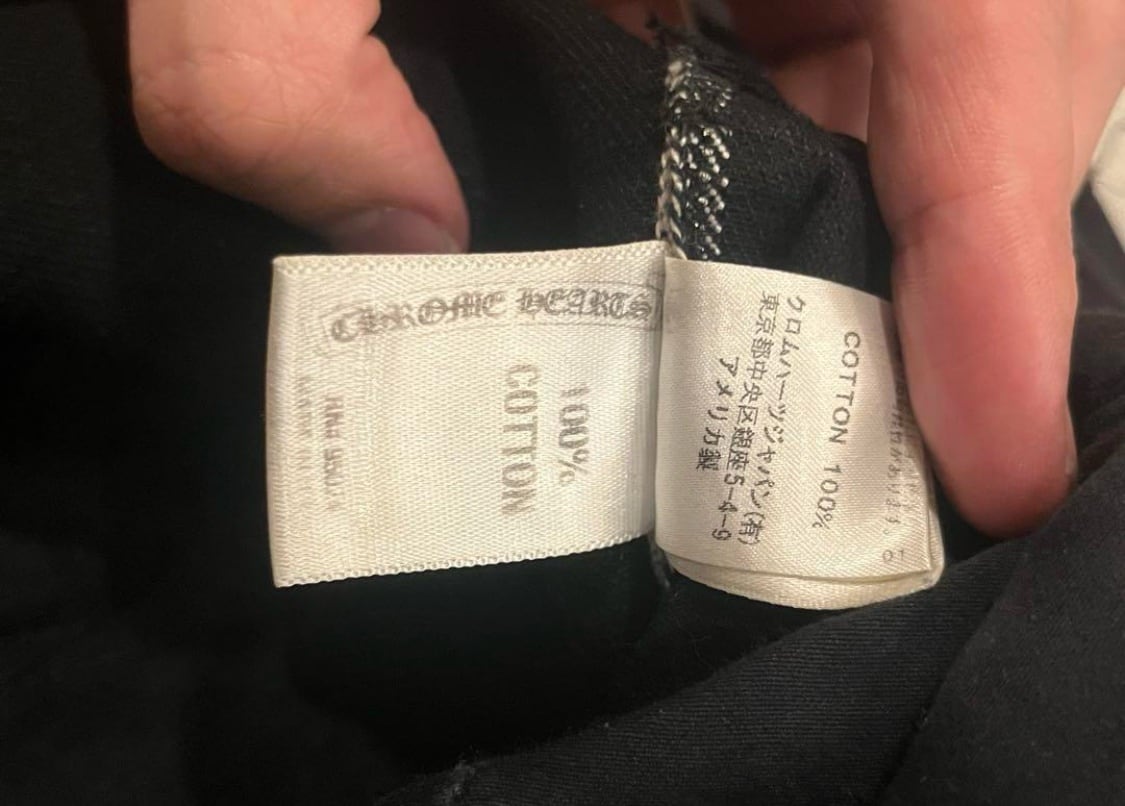 CHROME HEARTS
100%
COTTON
COTTON 100%
クロムハーツジャパン(有)
東京都中央区銀座5-4-9
アメリカ製
01